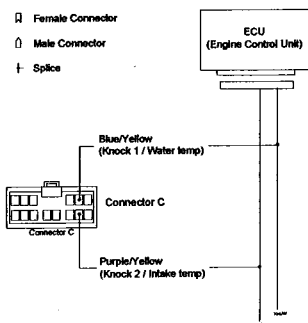 Female Connector
Male Connector
Splice
ECU
(Engine Control Unit)
Blue/Yellow
(Knock 1 / Water temp)
Connector C
Connector C
Purple/Yellow
(Knock 2 / Intake temp)